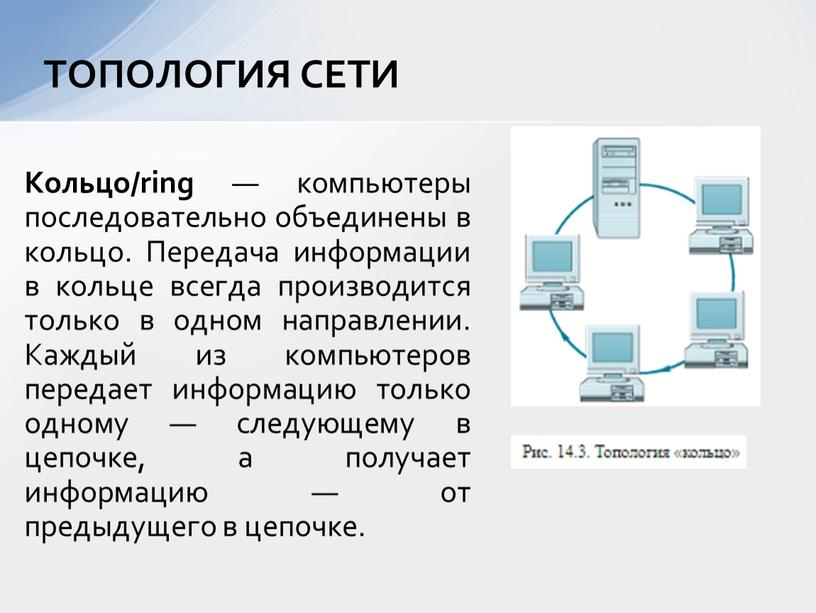 ТОПОЛОГИЯ СЕТИ
Кольцо/ring — компьютеры
последовательно объединены в
кольцо. Передача информации
в кольце всегда производится
только в одном направлении.
Каждый из компьютеров
передает информацию только
одному — следующему в
цепочке, а получает
информацию — от
предыдущего в цепочке.
Рис. 14.3. Топология «кольцо»